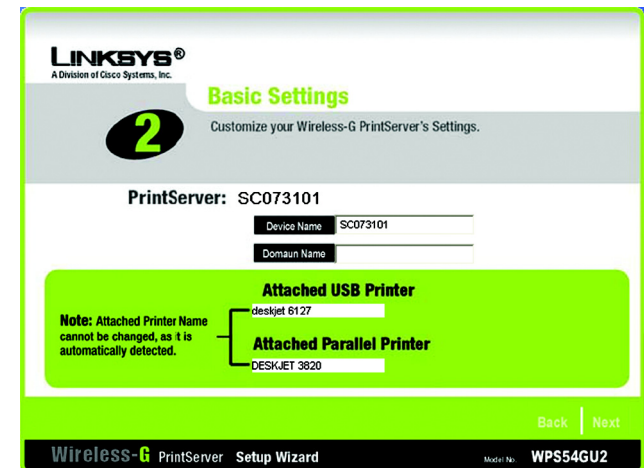 LINKSYS®
A Division of Cisco Systems, Inc.
Basic Settings
2
Customize your Wireless-G PrintServer's Settings.
PrintServer: SC073101
Device Name SC073101
Domaun Name
Attached USB Printer
deskjet 6127
Note: Attached Printer Name
cannot be changed, as it is
automatically detected.
Attached Parallel Printer
DESKJET 3820
Back Next
Wireless-G PrintServer Setup Wizard Model No. WPS54GU2